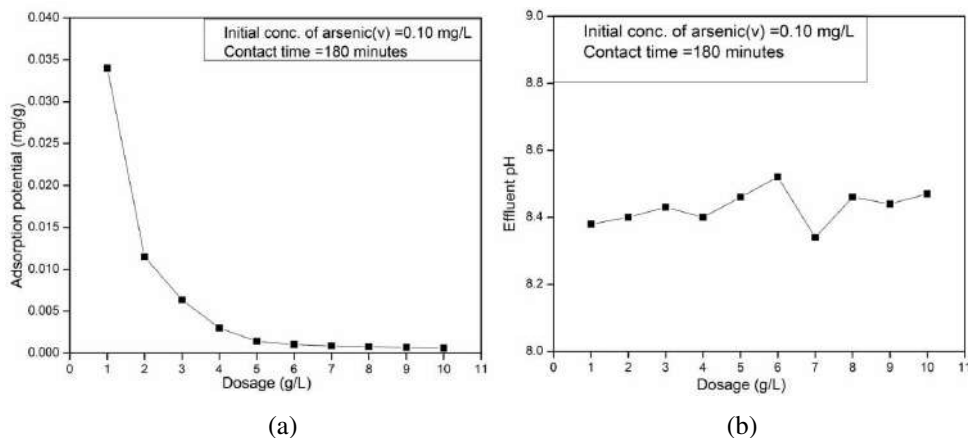 Initial conc. of arsenic(v) =0.10 mg/L
Contact time =180 minutes
Adsorption potential (mg/g)
0.040
0.035
0.030
0.025
0.020
0.015
0.010
0.005
0.000
0 1 2 3 4 5 6 7 8 9 10 11
Dosage (g/L)
(a)
Initial conc. of arsenic(v) =0.10 mg/L
Contact time =180 minutes
Effluent pH
9.0
8.8
8.6
8.4
8.2
8.0
0 1 2 3 4 5 6 7 8 9 10 11
Dosage (g/L)
(b)